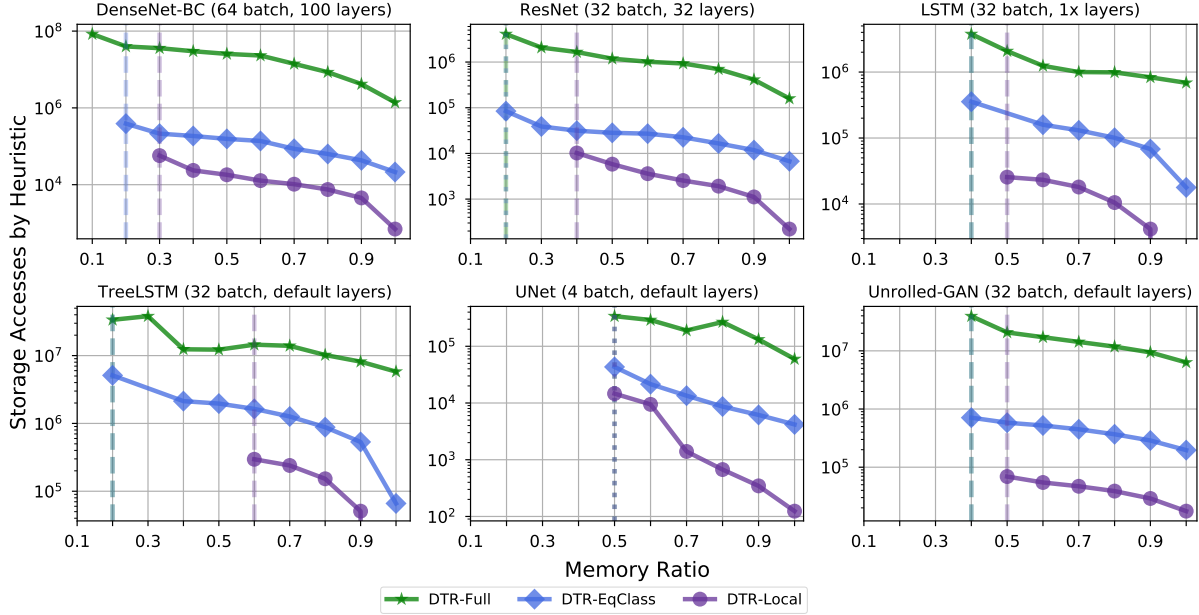 DenseNet-BC (64 batch, 100 layers)
ResNet (32 batch, 32 layers)
LSTM (32 batch, 1x layers)
10^8
10^6
10^4
0.1 0.3 0.5 0.7 0.9
10^6
10^5
10^4
10^3
0.1 0.3 0.5 0.7 0.9
10^6
10^5
10^4
0.1 0.3 0.5 0.7 0.9
Storage Accesses by Heuristic
TreeLSTM (32 batch, default layers)
UNet (4 batch, default layers)
Unrolled-GAN (32 batch, default layers)
10^7
10^6
10^5
0.1 0.3 0.5 0.7 0.9
10^5
10^4
10^3
10^2
0.1 0.3 0.5 0.7 0.9
10^7
10^6
10^5
0.1 0.3 0.5 0.7 0.9
Memory Ratio
DTR-Full DTR-EqClass DTR-Local